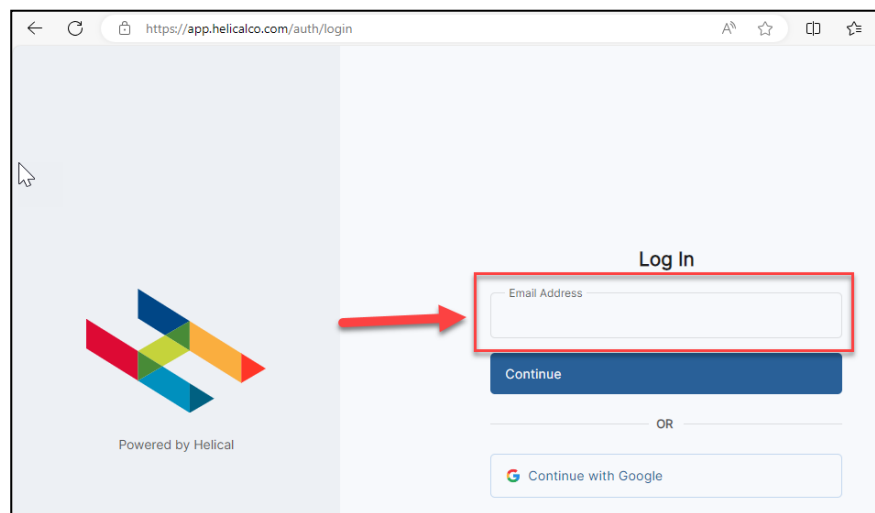 https://app.helicalco.com/auth/login
Log In
Email Address
Continue
OR
Continue with Google
Powered by Helical